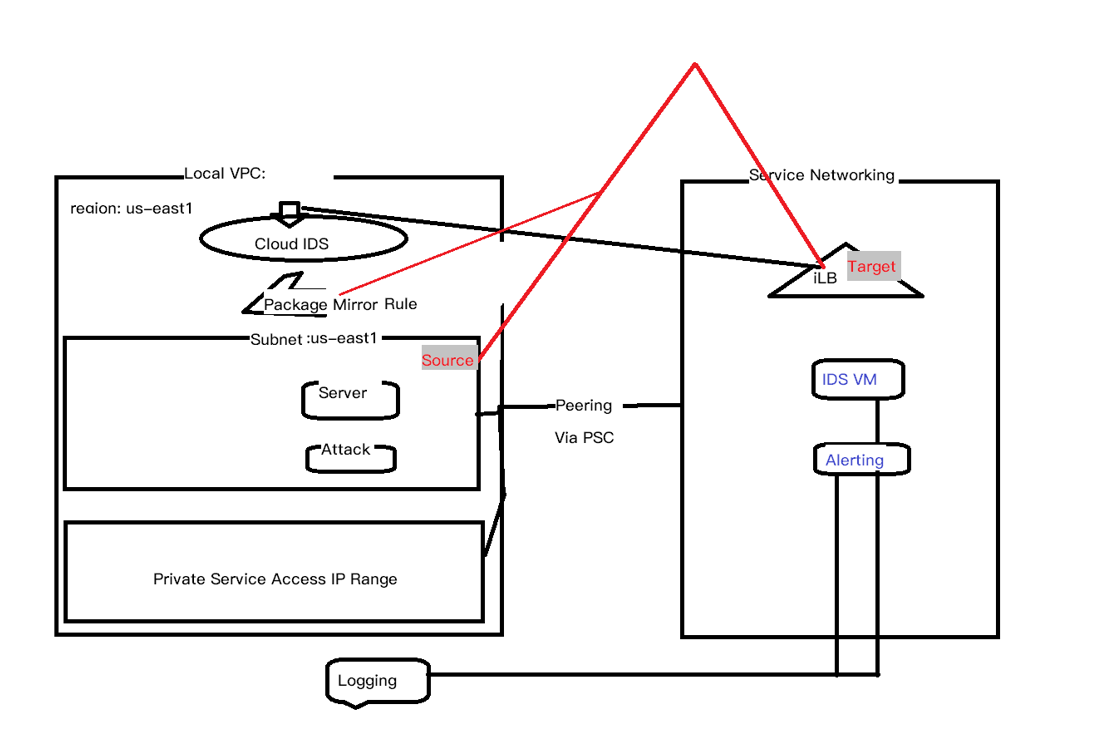 Local VPC:
Service Networking
region: us-east1
Cloud IDS
Target
iLB
Package Mirror Rule
Subnet :us-east1
Source
Server
IDS VM
Peering
Via PSC
Attack
Alerting
Private Service Access IP Range
Logging